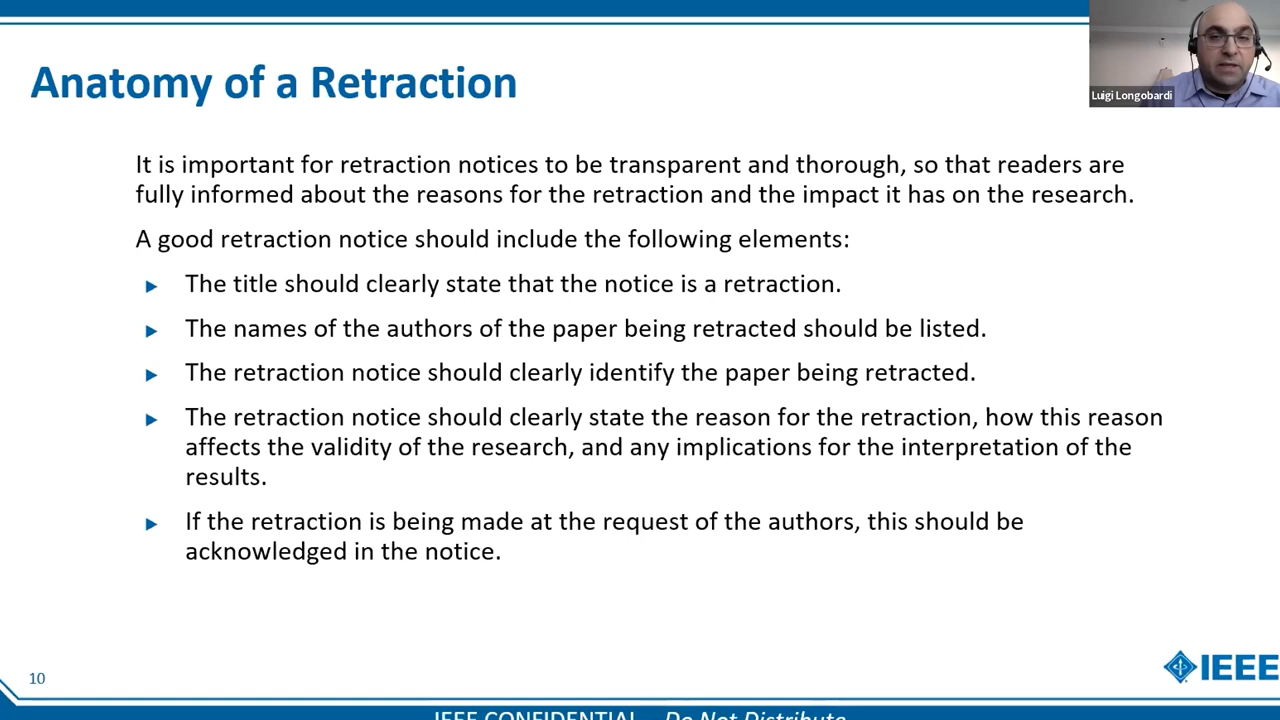 Luigi Longobardi
Anatomy of a Retraction
It is important for retraction notices to be transparent and thorough, so that readers are
fully informed about the reasons for the retraction and the impact it has on the research.
A good retraction notice should include the following elements:
The title should clearly state that the notice is a retraction.
The names of the authors of the paper being retracted should be listed.
The retraction notice should clearly identify the paper being retracted.
The retraction notice should clearly state the reason for the retraction, how this reason
affects the validity of the research, and any implications for the interpretation of the
results.
If the retraction is being made at the request of the authors, this should be
acknowledged in the notice.
10
IEEE
IEEE CONFIDENTIAL – Do Not Distribute